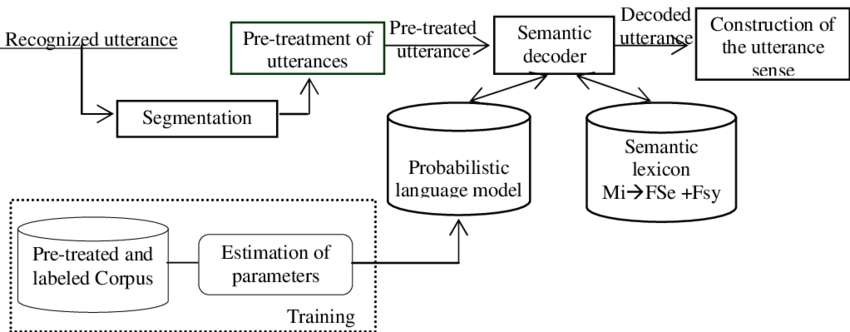 Recognized utterance
Pre-treatment of
utterances
Pre-treated
utterance
Semantic
decoder
Decoded
utterance
Construction of
the utterance
sense
Segmentation
Probabilistic
language model
Semantic
lexicon
Mi→FSe +Fsy
Pre-treated and
labeled Corpus
Estimation of
parameters
Training